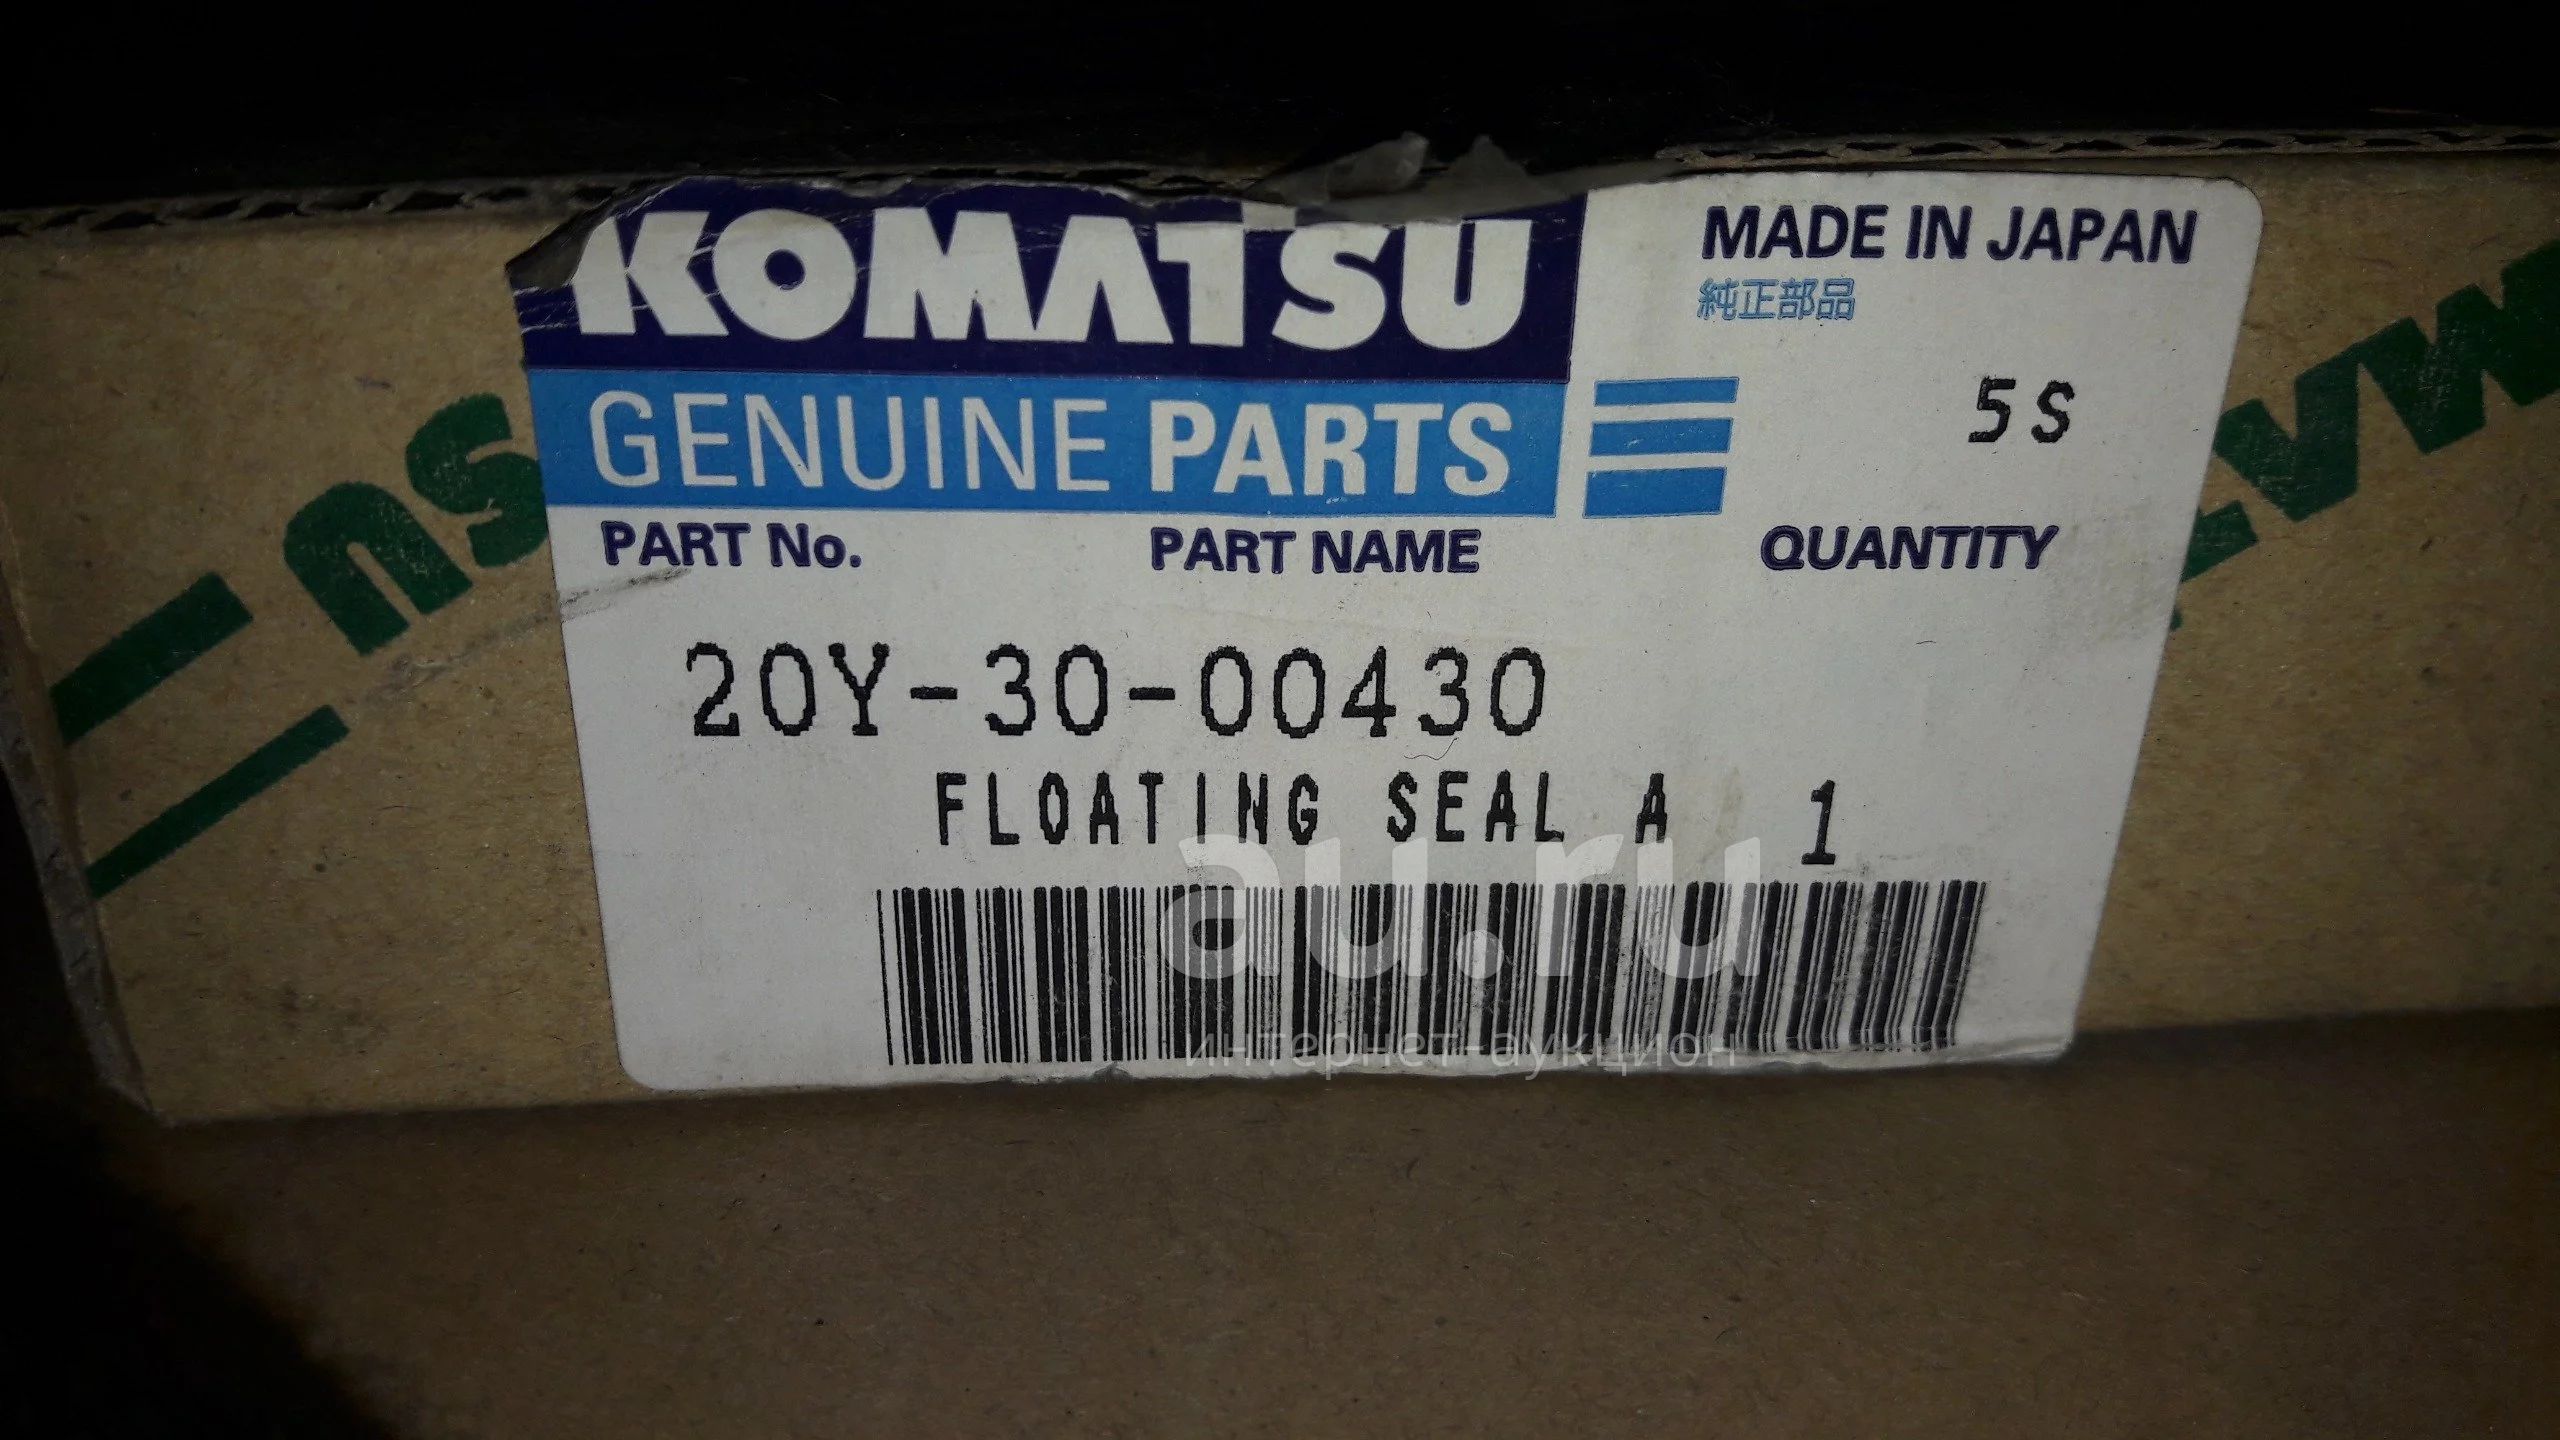 KOMATSU
MADE IN JAPAN
純正部品
GENUINE PARTS
5S
PART No. PART NAME QUANTITY
20Y-30-00430
FLOATING SEAL A 1
au.ru
интернет-аукцион